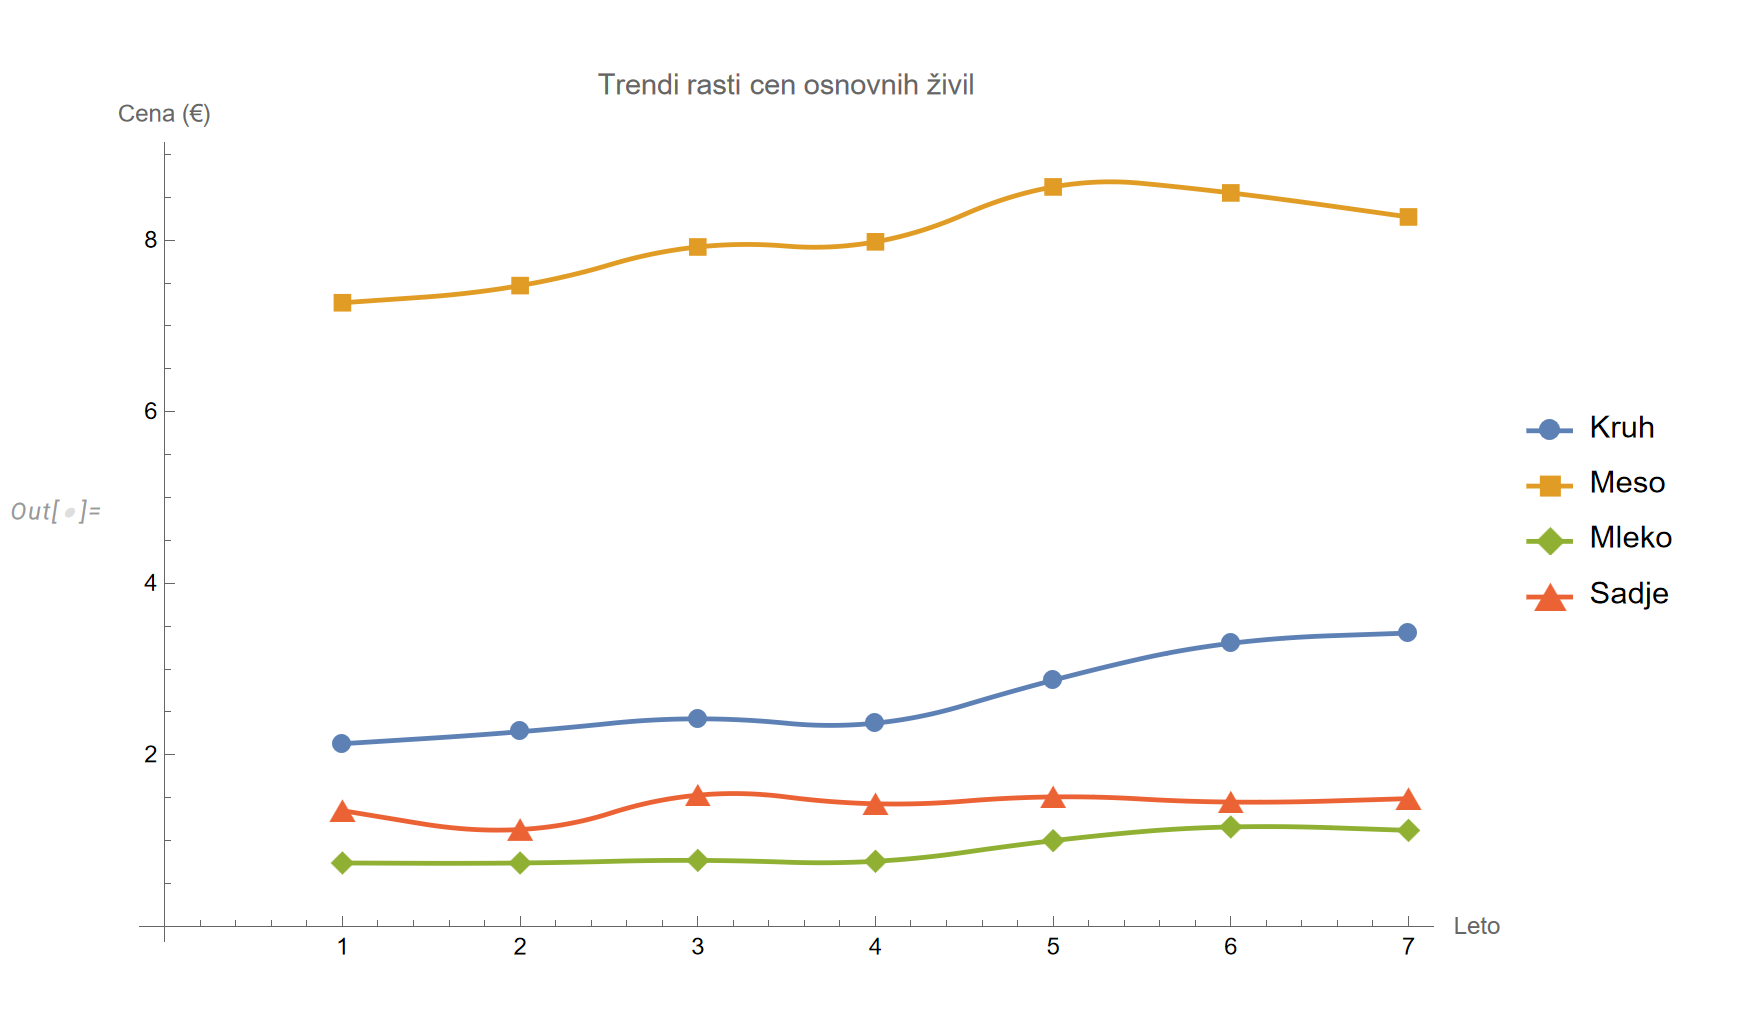 Trendi rasti cen osnovnih živil
Cena (€)
8
6
4
2
Out[•]=
1 2 3 4 5 6 7
Leto
Kruh
Meso
Mleko
Sadje